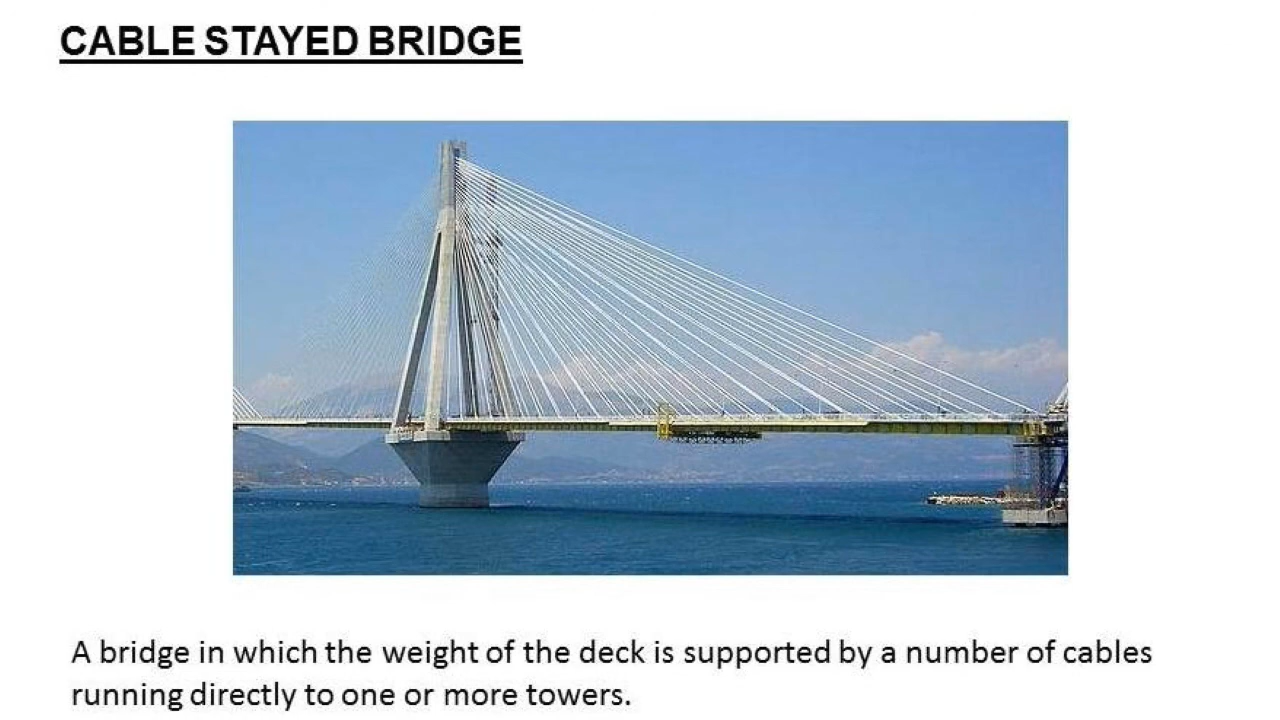 CABLE STAYED BRIDGE
A bridge in which the weight of the deck is supported by a number of cables
running directly to one or more towers.